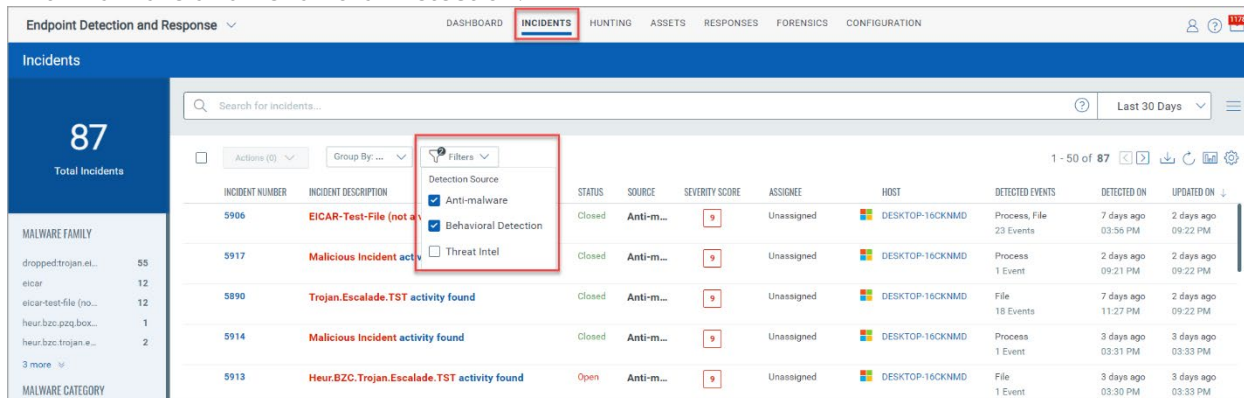 Endpoint Detection and Response
DASHBOARD INCIDENTS HUNTING ASSETS RESPONSES FORENSICS CONFIGURATION
Incidents
87
Total Incidents
MALWARE FAMILY
dropped:trojan.ei... 55
eicar 12
eicar-test-file (no... 12
heur.bzc.pzq.box... 1
heur.bzc.trojan.e... 2
3 more
MALWARE CATEGORY
Search for incidents...
Last 30 Days
Actions (0) Group By: ... 2 Filters
1 - 50 of 87
Detection Source
Anti-malware
Behavioral Detection
Threat Intel
INCIDENT NUMBER INCIDENT DESCRIPTION STATUS SOURCE SEVERITY SCORE ASSIGNEE HOST DETECTED EVENTS DETECTED ON UPDATED ON
5906 EICAR-Test-File (not a Closed Anti-m... 9 Unassigned DESKTOP-16CKNMD Process, File 7 days ago 2 days ago
23 Events 03:56 PM 09:22 PM
5917 Malicious Incident Closed Anti-m... 9 Unassigned DESKTOP-16CKNMD Process 2 days ago 2 days ago
1 Event 09:21 PM 09:22 PM
5890 Trojan.Escalade.TST activity found Closed Anti-m... 9 Unassigned DESKTOP-16CKNMD File 7 days ago 2 days ago
18 Events 11:27 PM 09:22 PM
5914 Malicious Incident activity found Closed Anti-m... 9 Unassigned DESKTOP-16CKNMD Process 3 days ago 3 days ago
1 Event 03:31 PM 03:33 PM
5913 Heur.BZC.Trojan.Escalade.TST activity found Open Anti-m... 9 Unassigned DESKTOP-16CKNMD File 3 days ago 3 days ago
1 Event 03:30 PM 03:33 PM